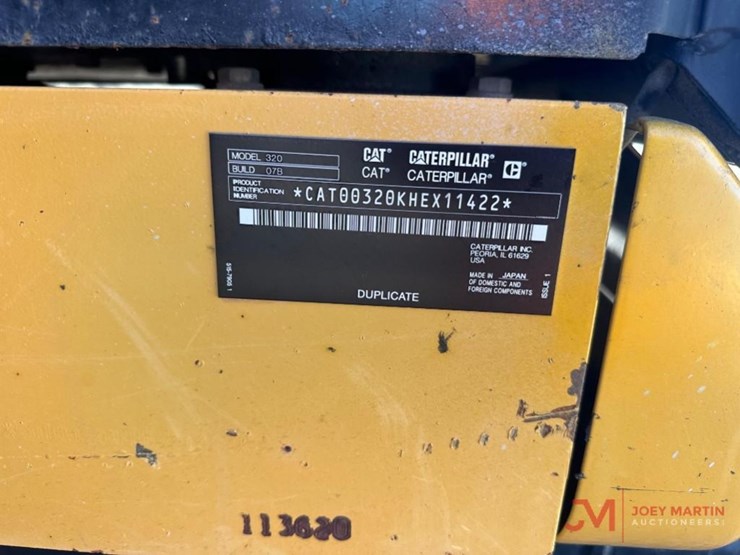 MODEL 320
BUILD 07B
CAT® CATERPILLAR® C
CAT® CATERPILLAR®
PRODUCT IDENTIFICATION NUMBER
*CAT00320KHEX11422*
CATERPILLAR INC.
PEORIA, IL 61629
USA
MADE IN JAPAN
OF DOMESTIC AND
FOREIGN COMPONENTS
ISSUE 1
DUPLICATE
JOEY MARTIN
AUCTIONEERS